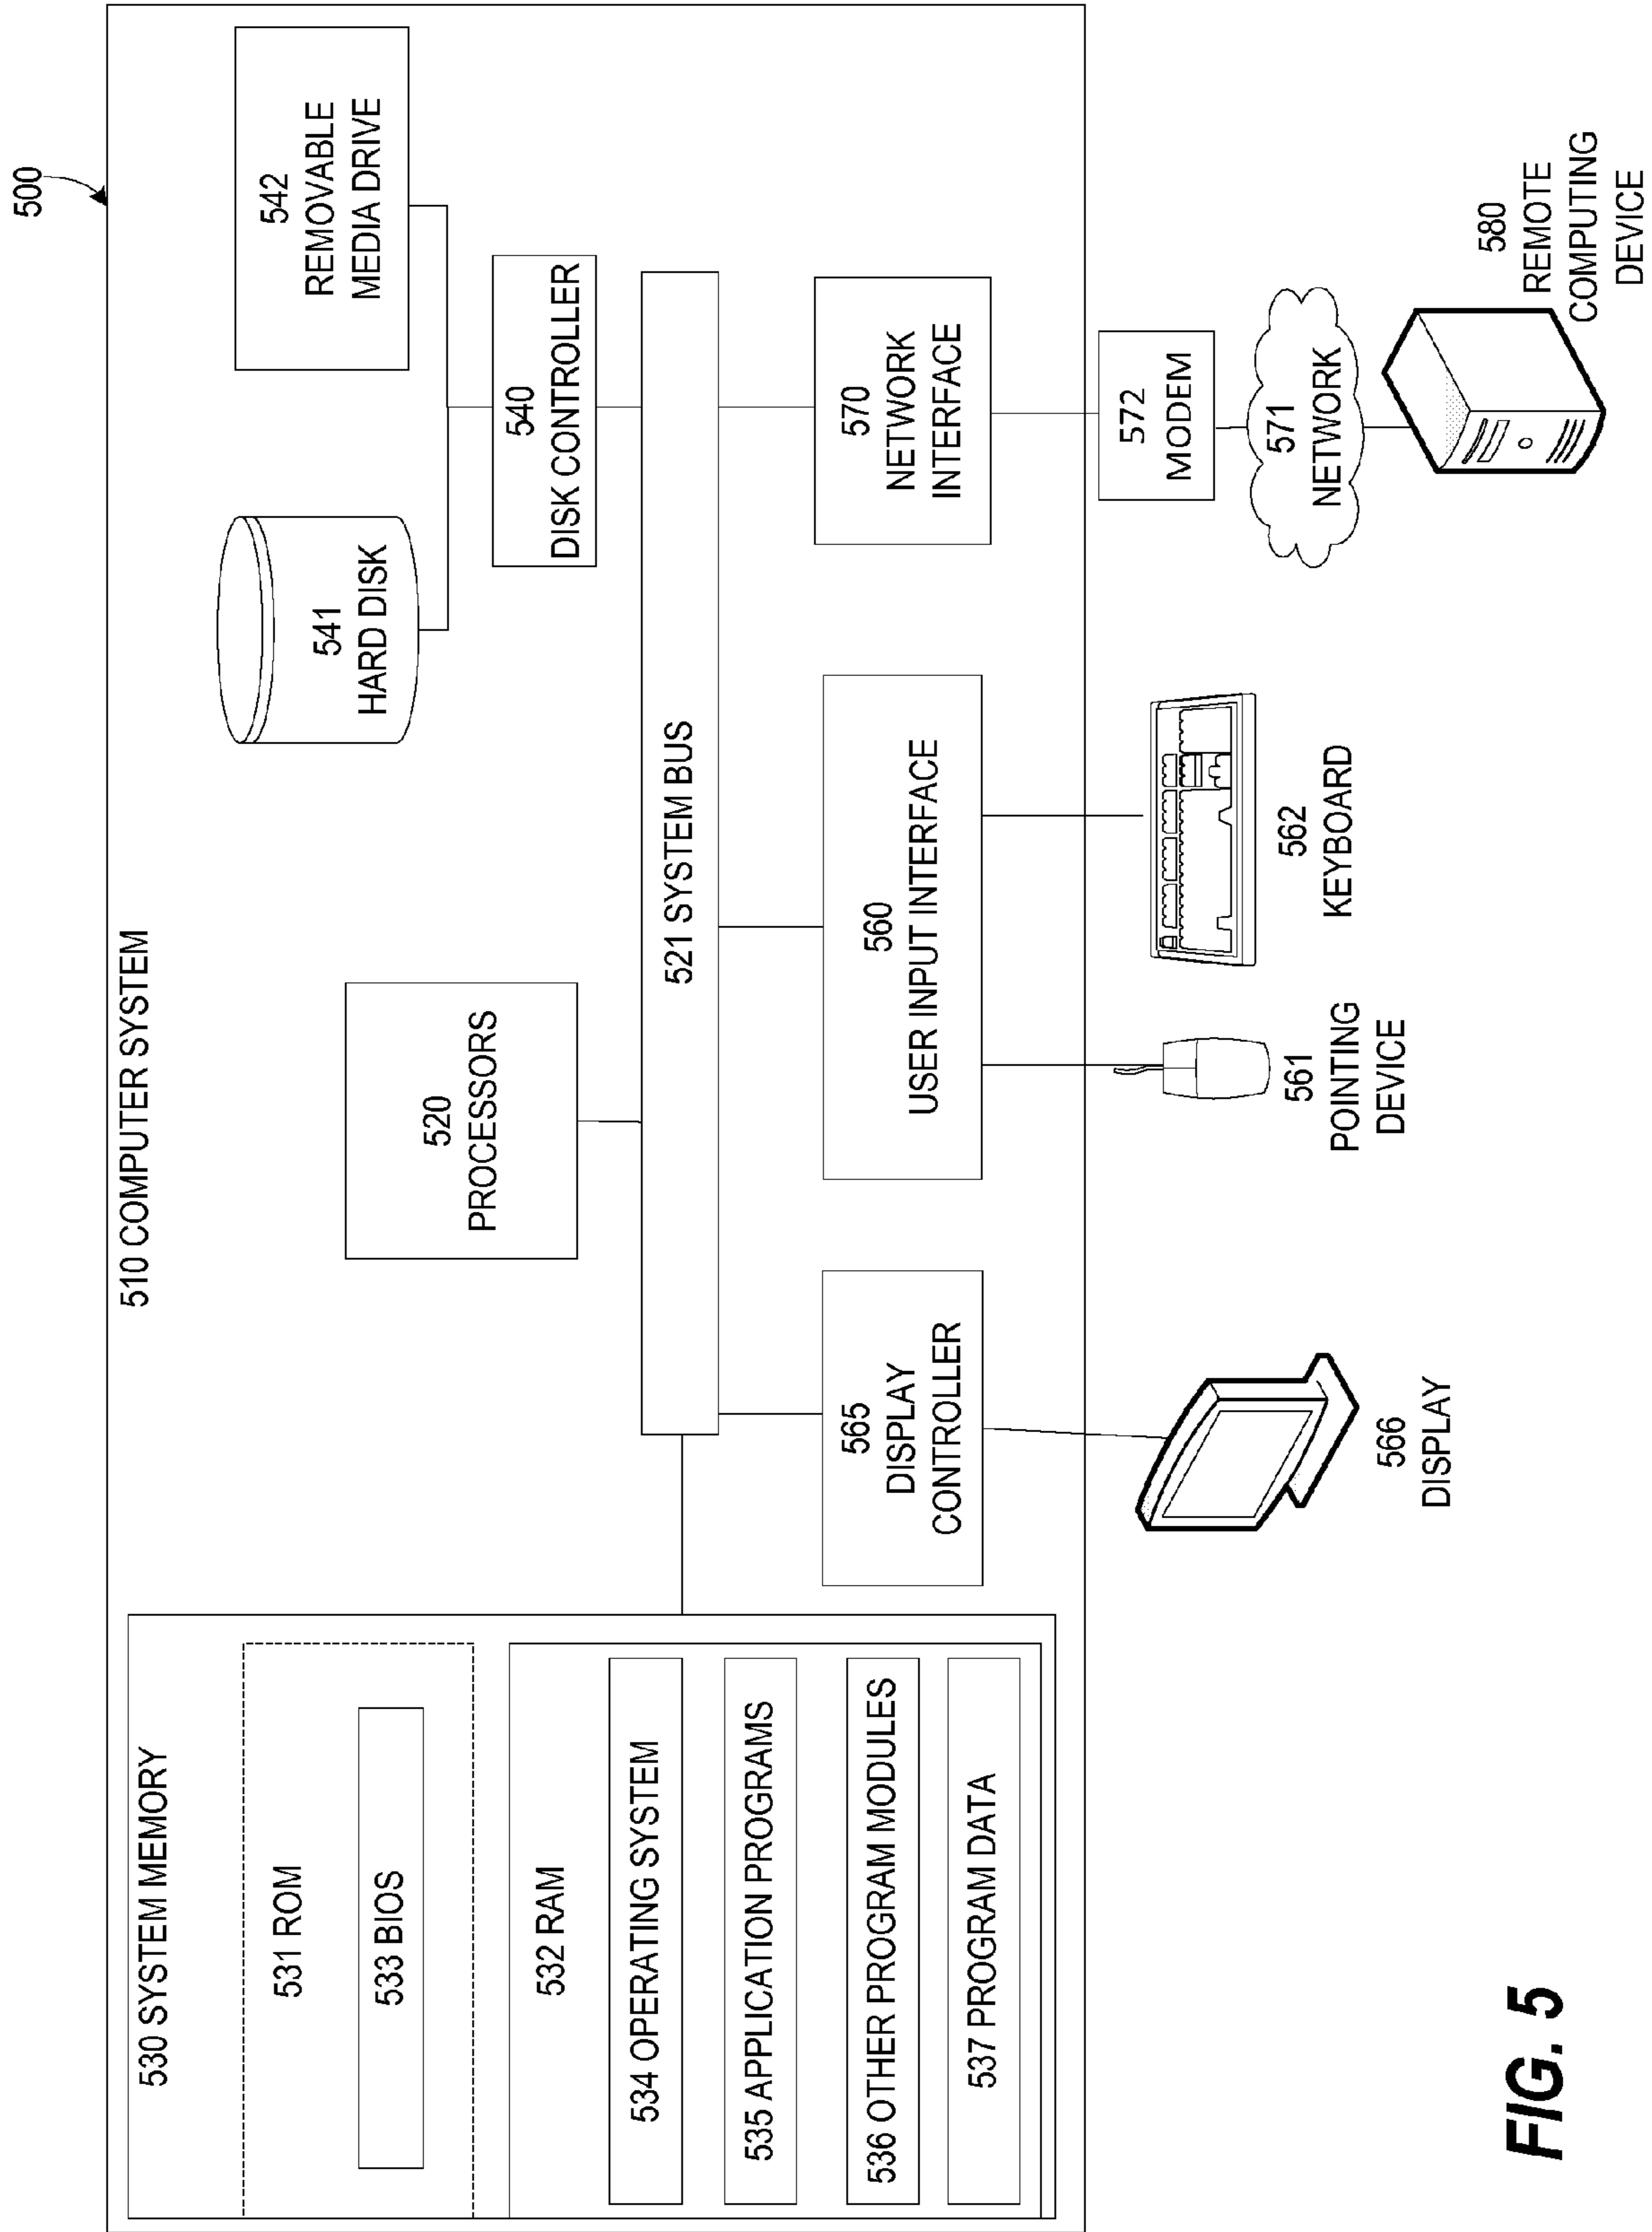 500
510 COMPUTER SYSTEM
530 SYSTEM MEMORY
531 ROM
533 BIOS
532 RAM
534 OPERATING SYSTEM
535 APPLICATION PROGRAMS
536 OTHER PROGRAM MODULES
537 PROGRAM DATA
520
PROCESSORS
541
HARD DISK
542
REMOVABLE
MEDIA DRIVE
540
DISK CONTROLLER
521 SYSTEM BUS
565
DISPLAY
CONTROLLER
560
USER INPUT INTERFACE
570
NETWORK
INTERFACE
572
MODEM
571
NETWORK
566
DISPLAY
561
POINTING
DEVICE
562
KEYBOARD
580
REMOTE
COMPUTING
DEVICE
FIG. 5